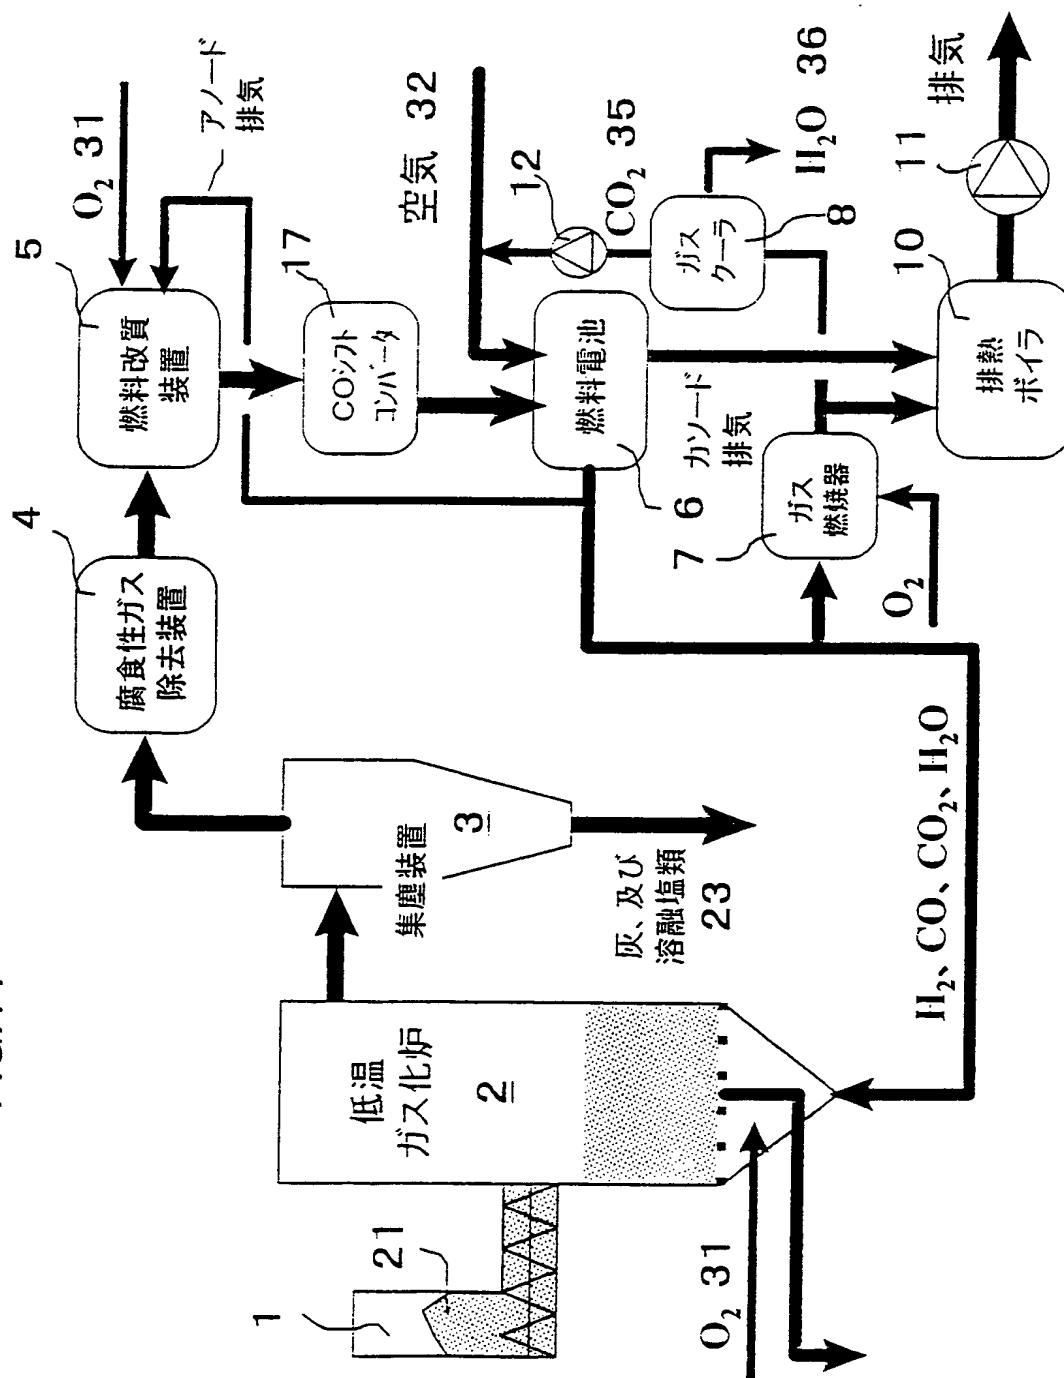 1
21
低温
ガス化炉
2
O2 31
集塵装置
3
灰、及び
溶融塩類
23
4
腐食性ガス
除去装置
5
燃料改質
装置
O2 31
アノード
排気
17
COシフト
コンバータ
空気 32
12
CO2 35
燃料電池
6
ガス
クーラ
8
H2O 36
カソード
排気
7
ガス
燃焼器
O2
10
排熱
ボイラ
11
排気
H2、CO、CO2、H2O